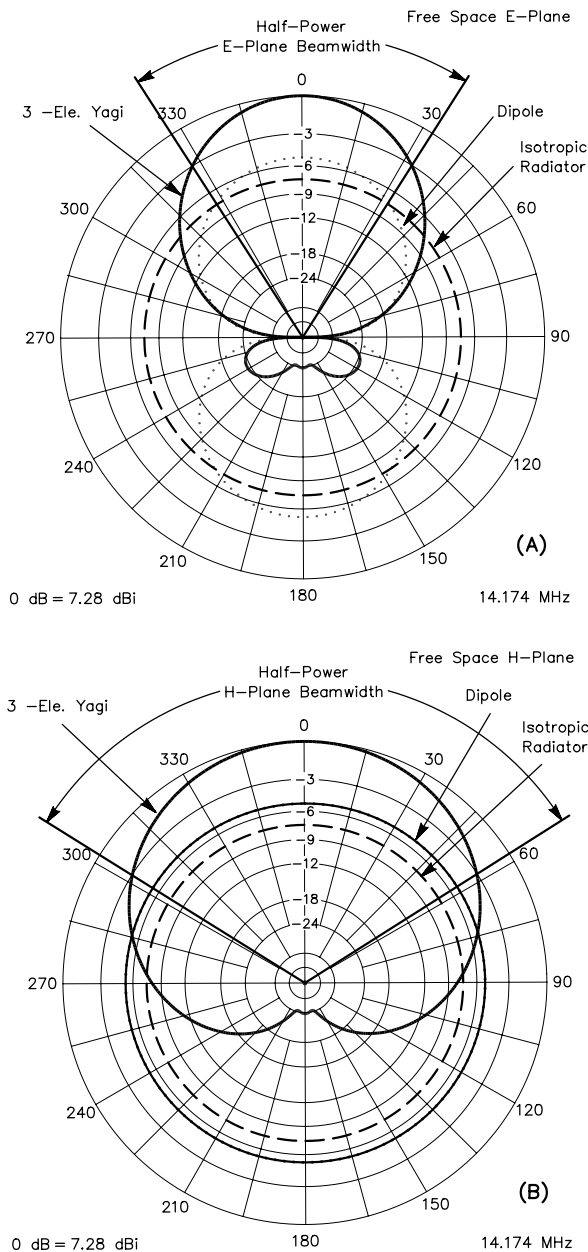 Free Space E-Plane
Half-Power
E-Plane Beamwidth
0
3 -Ele. Yagi
330
30
Dipole
Isotropic
Radiator
-3
-6
-9
-12
-18
-24
300
60
270
90
240
120
210
150
(A)
180
0 dB = 7.28 dBi
14.174 MHz
Free Space H-Plane
Half-Power
H-Plane Beamwidth
3 -Ele. Yagi
Dipole
0
Isotropic
Radiator
330
30
-3
-6
-9
-12
-18
-24
300
60
270
90
240
120
210
150
(B)
180
0 dB = 7.28 dBi
14.174 MHz